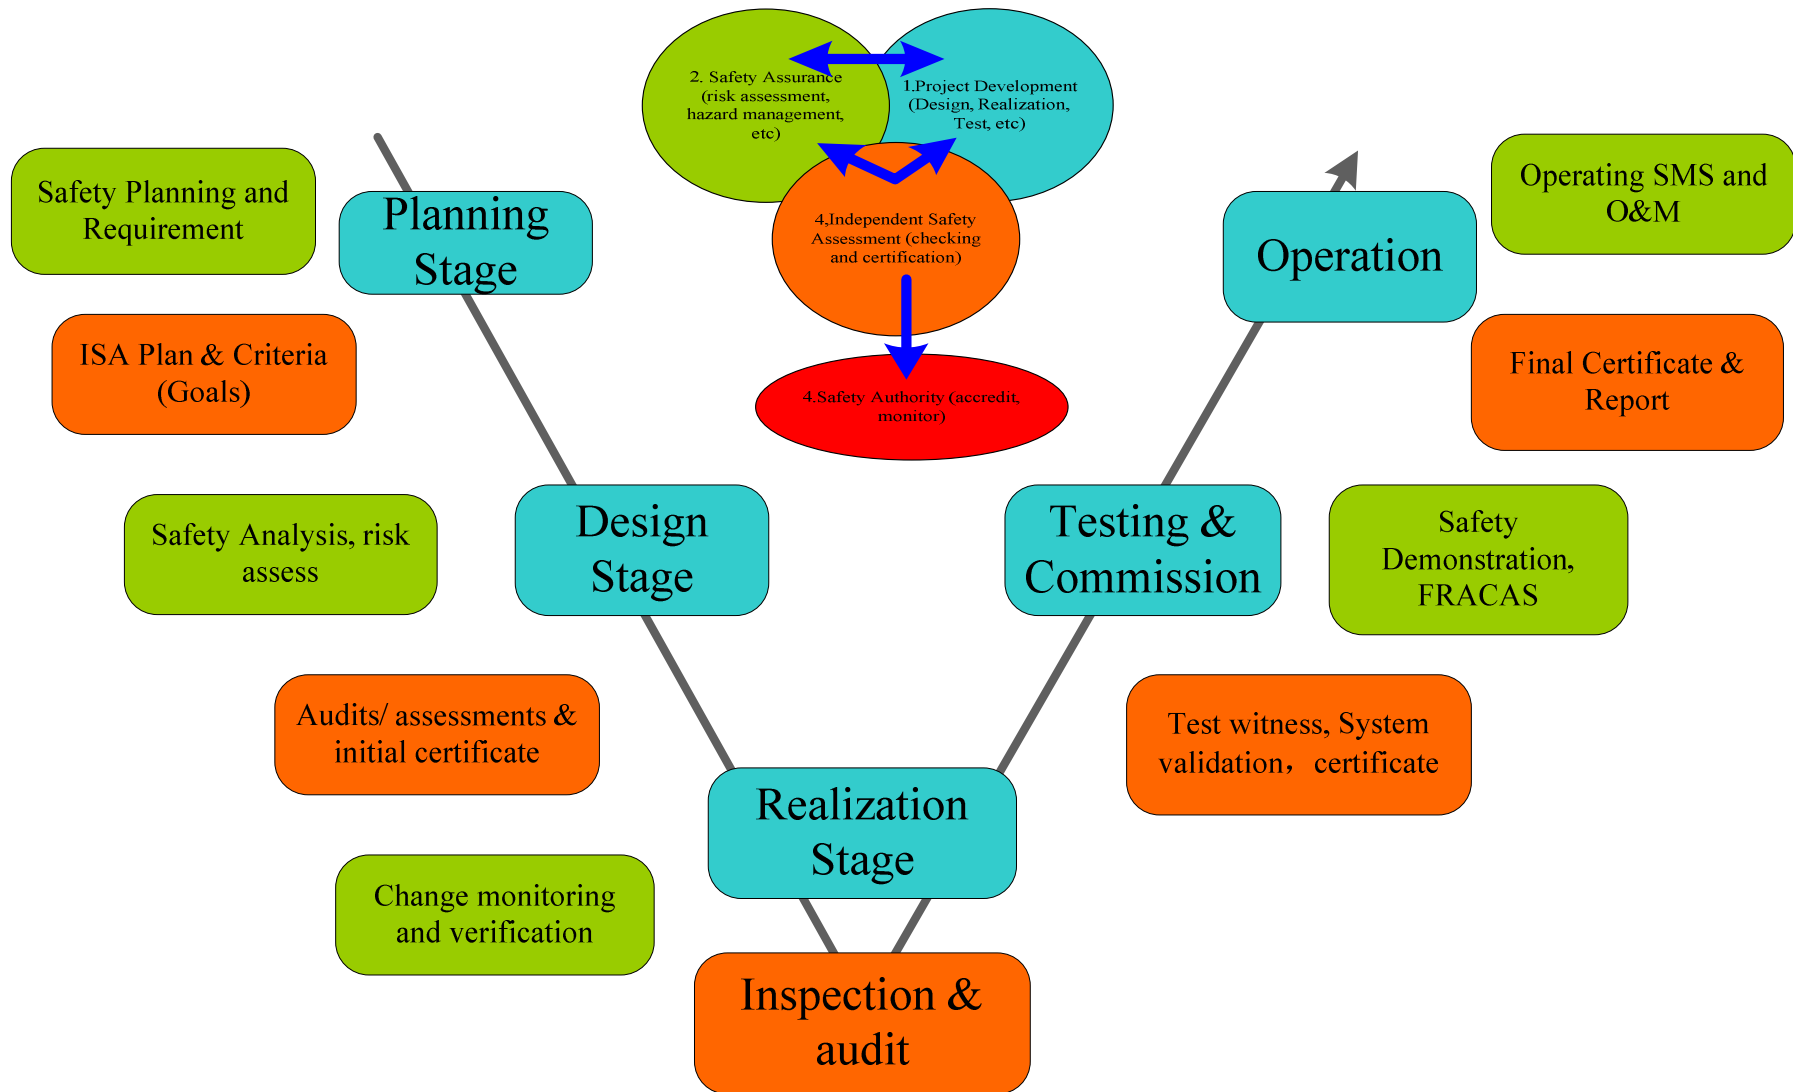 2. Safety Assurance
(risk assessment,
hazard management,
etc)
1.Project Development
(Design, Realization,
Test, etc)
4,Independent Safety
Assessment (checking
and certification)
4.Safety Authority (accredit,
monitor)
Safety Planning and
Requirement
Planning
Stage
ISA Plan & Criteria
(Goals)
Operation
Operating SMS and
O&M
Final Certificate &
Report
Safety Analysis, risk
assess
Design
Stage
Testing &
Commission
Safety
Demonstration,
FRACAS
Audits/ assessments &
initial certificate
Test witness, System
validation，certificate
Realization
Stage
Change monitoring
and verification
Inspection &
audit